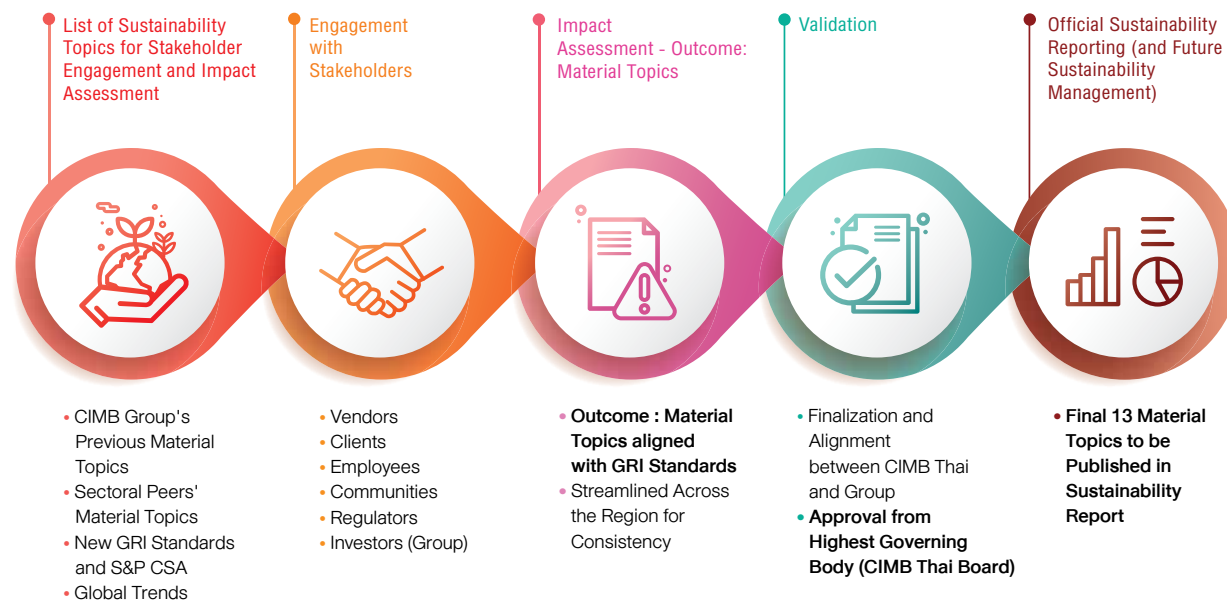 List of Sustainability
Topics for Stakeholder
Engagement and Impact
Assessment
Engagement
with
Stakeholders
Impact
Assessment - Outcome:
Material Topics
Validation
Official Sustainability
Reporting (and Future
Sustainability
Management)
• CIMB Group's
Previous Material
Topics
• Sectoral Peers'
Material Topics
• New GRI Standards
and S&P CSA
• Global Trends
• Vendors
• Clients
• Employees
• Communities
• Regulators
• Investors (Group)
• Outcome : Material
Topics aligned
with GRI Standards
• Streamlined Across
the Region for
Consistency
• Finalization and
Alignment
between CIMB Thai
and Group
• Approval from
Highest Governing
Body (CIMB Thai Board)
• Final 13 Material
Topics to be
Published in
Sustainability
Report